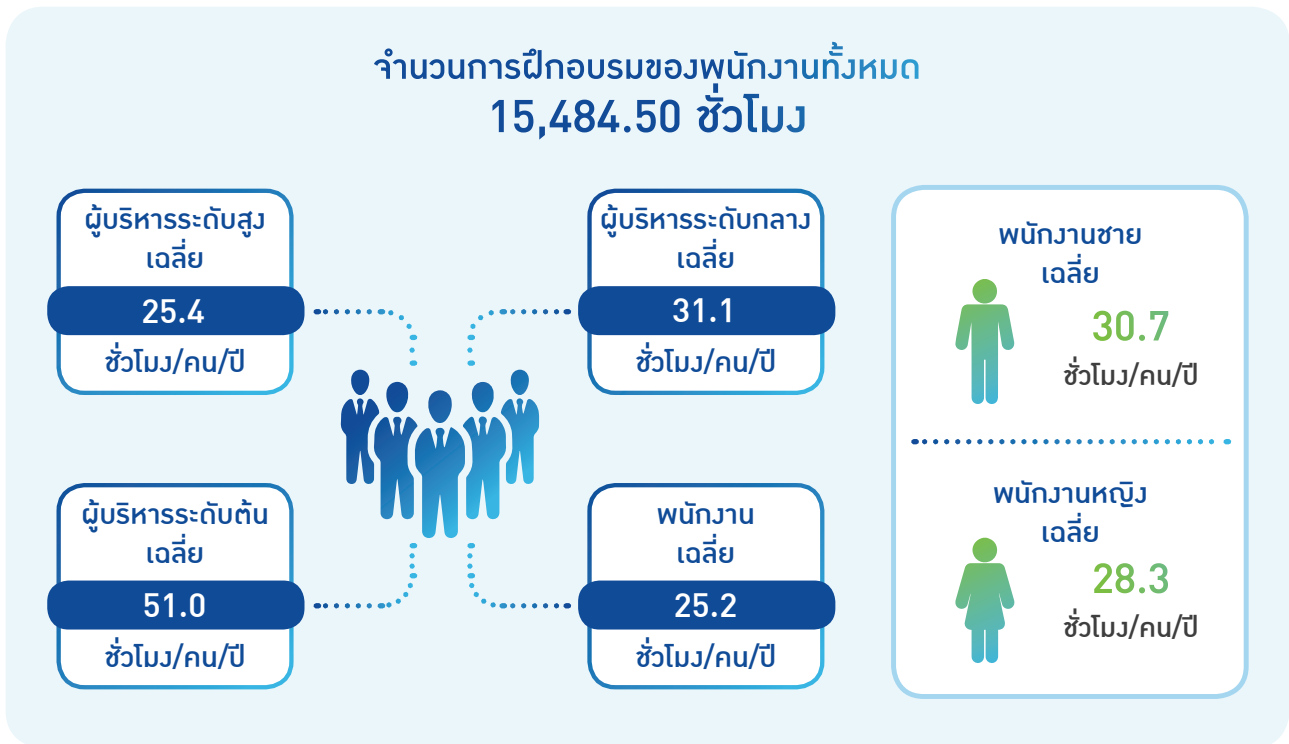 จำนวนการฝึกอบรมของพนักงานทั้งหมด
15,484.50 ชั่วโมง
ผู้บริหารระดับสูง
เฉลี่ย
25.4
ชั่วโมง/คน/ปี
ผู้บริหารระดับกลาง
เฉลี่ย
31.1
ชั่วโมง/คน/ปี
ผู้บริหารระดับต้น
เฉลี่ย
51.0
ชั่วโมง/คน/ปี
พนักงาน
เฉลี่ย
25.2
ชั่วโมง/คน/ปี
พนักงานชาย
เฉลี่ย
30.7
ชั่วโมง/คน/ปี
พนักงานหญิง
เฉลี่ย
28.3
ชั่วโมง/คน/ปี